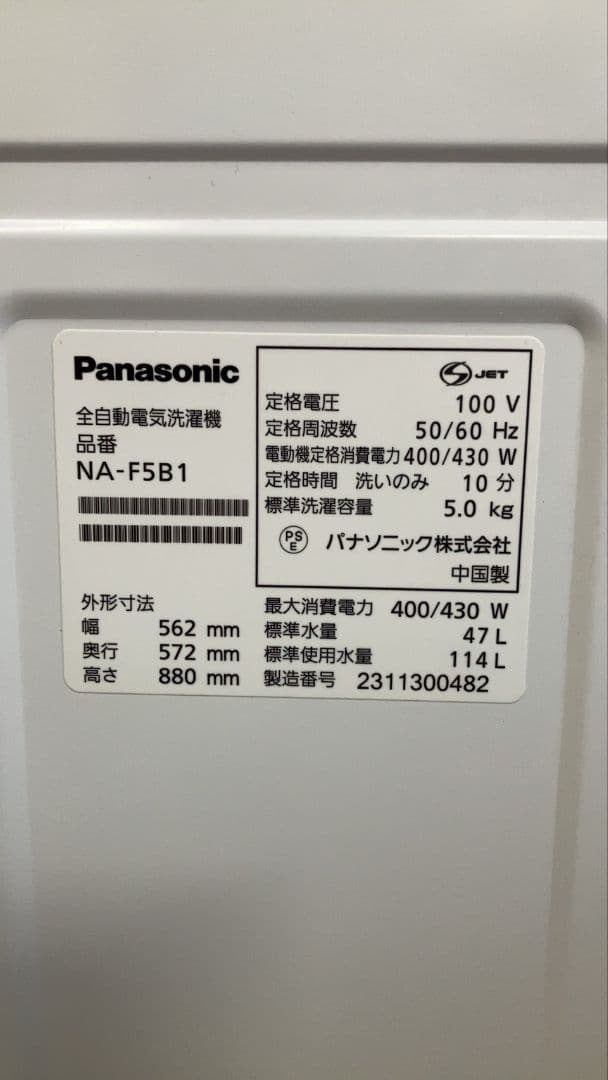 Panasonic
全自動電気洗濯機
品番
NA-F5B1
S JET
定格電圧 100 V
定格周波数 50/60 Hz
電動機定格消費電力 400/430 W
定格時間 洗いのみ 10 分
標準洗濯容量 5.0 kg
PS
E
パナソニック株式会社
中国製
外形寸法
幅 562 mm
奥行 572 mm
高さ 880 mm
最大消費電力 400/430 W
標準水量 47 L
標準使用水量 114 L
製造番号 2311300482